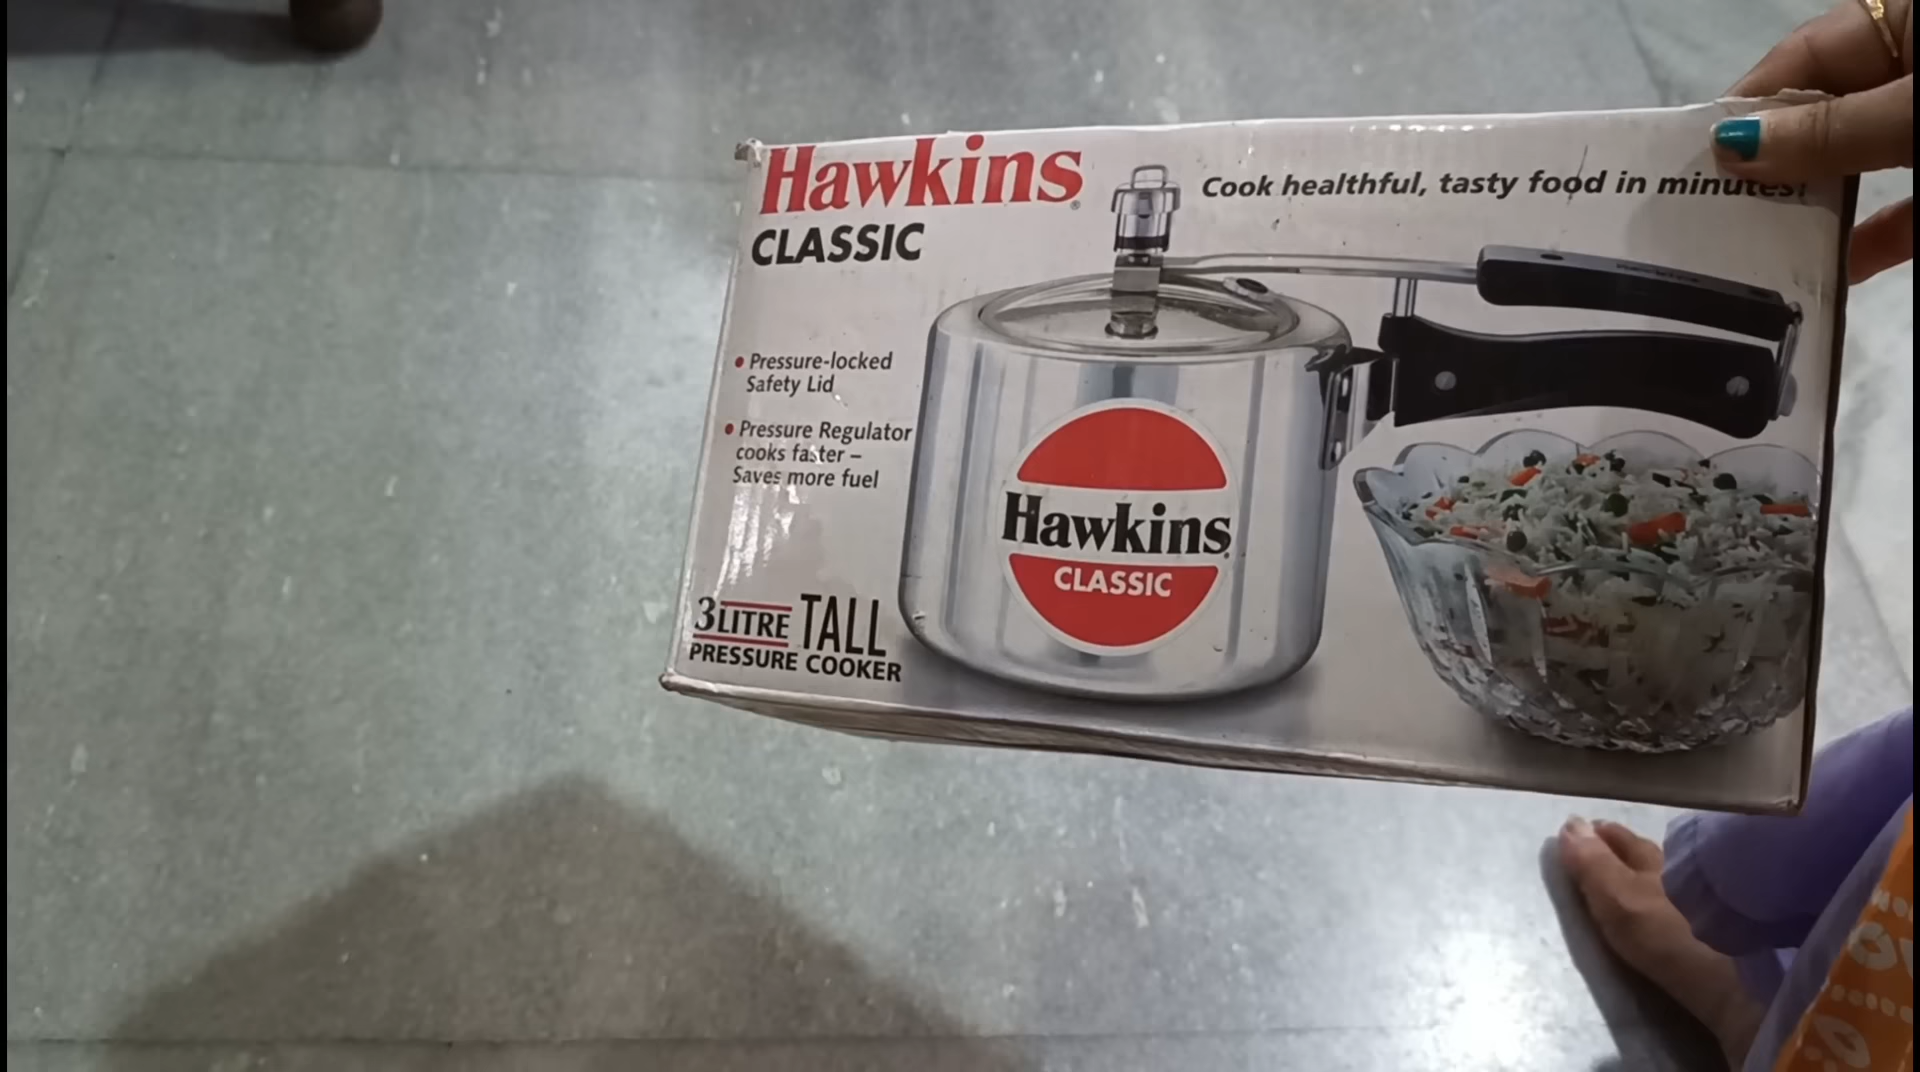 Hawkins
CLASSIC
Cook healthful, tasty food in minutes!
• Pressure-locked
Safety Lid
• Pressure Regulator
cooks faster –
Saves more fuel
Hawkins
CLASSIC
3 LITRE TALL
PRESSURE COOKER